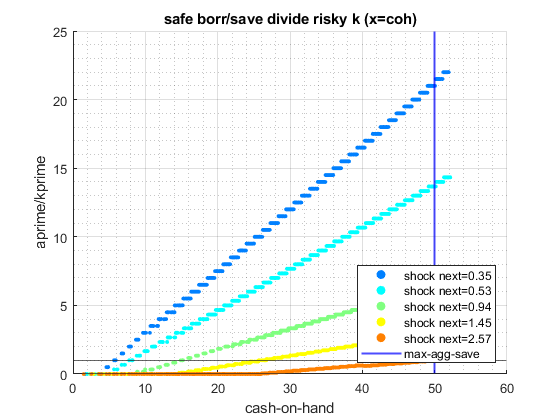 safe borr/save divide risky k (x=coh)
25
20
15
10
5
0
aprime/kprime
shock next=0.35
shock next=0.53
shock next=0.94
shock next=1.45
shock next=2.57
max-agg-save
0 10 20 30 40 50 60
cash-on-hand